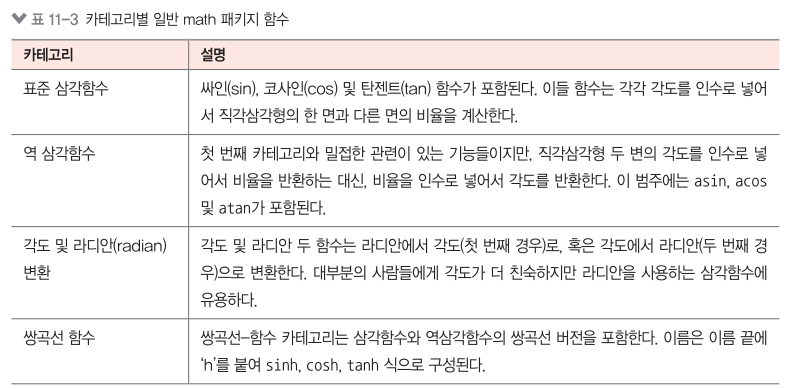 표 11-3 카테고리별 일반 math 패키지 함수
카테고리 설명
표준 삼각함수 싸인(sin), 코사인(cos) 및 탄젠트(tan) 함수가 포함된다. 이들 함수는 각각 각도를 인수로 넣어
서 직각삼각형의 한 면과 다른 면의 비율을 계산한다.
역 삼각함수 첫 번째 카테고리와 밀접한 관련이 있는 기능들이지만, 직각삼각형 두 변의 각도를 인수로 넣
어서 비율을 반환하는 대신, 비율을 인수로 넣어서 각도를 반환한다. 이 범주에는 asin, acos
및 atan가 포함된다.
각도 및 라디안(radian) 각도 및 라디안 두 함수는 라디안에서 각도(첫 번째 경우)로, 혹은 각도에서 라디안(두 번째 경
변환 우)으로 변환한다. 대부분의 사람들에게 각도가 더 친숙하지만 라디안을 사용하는 삼각함수에
유용하다.
쌍곡선 함수 쌍곡선-함수 카테고리는 삼각함수와 역삼각함수의 쌍곡선 버전을 포함한다. 이름은 이름 끝에
‘h’를 붙여 sinh, cosh, tanh 식으로 구성된다.